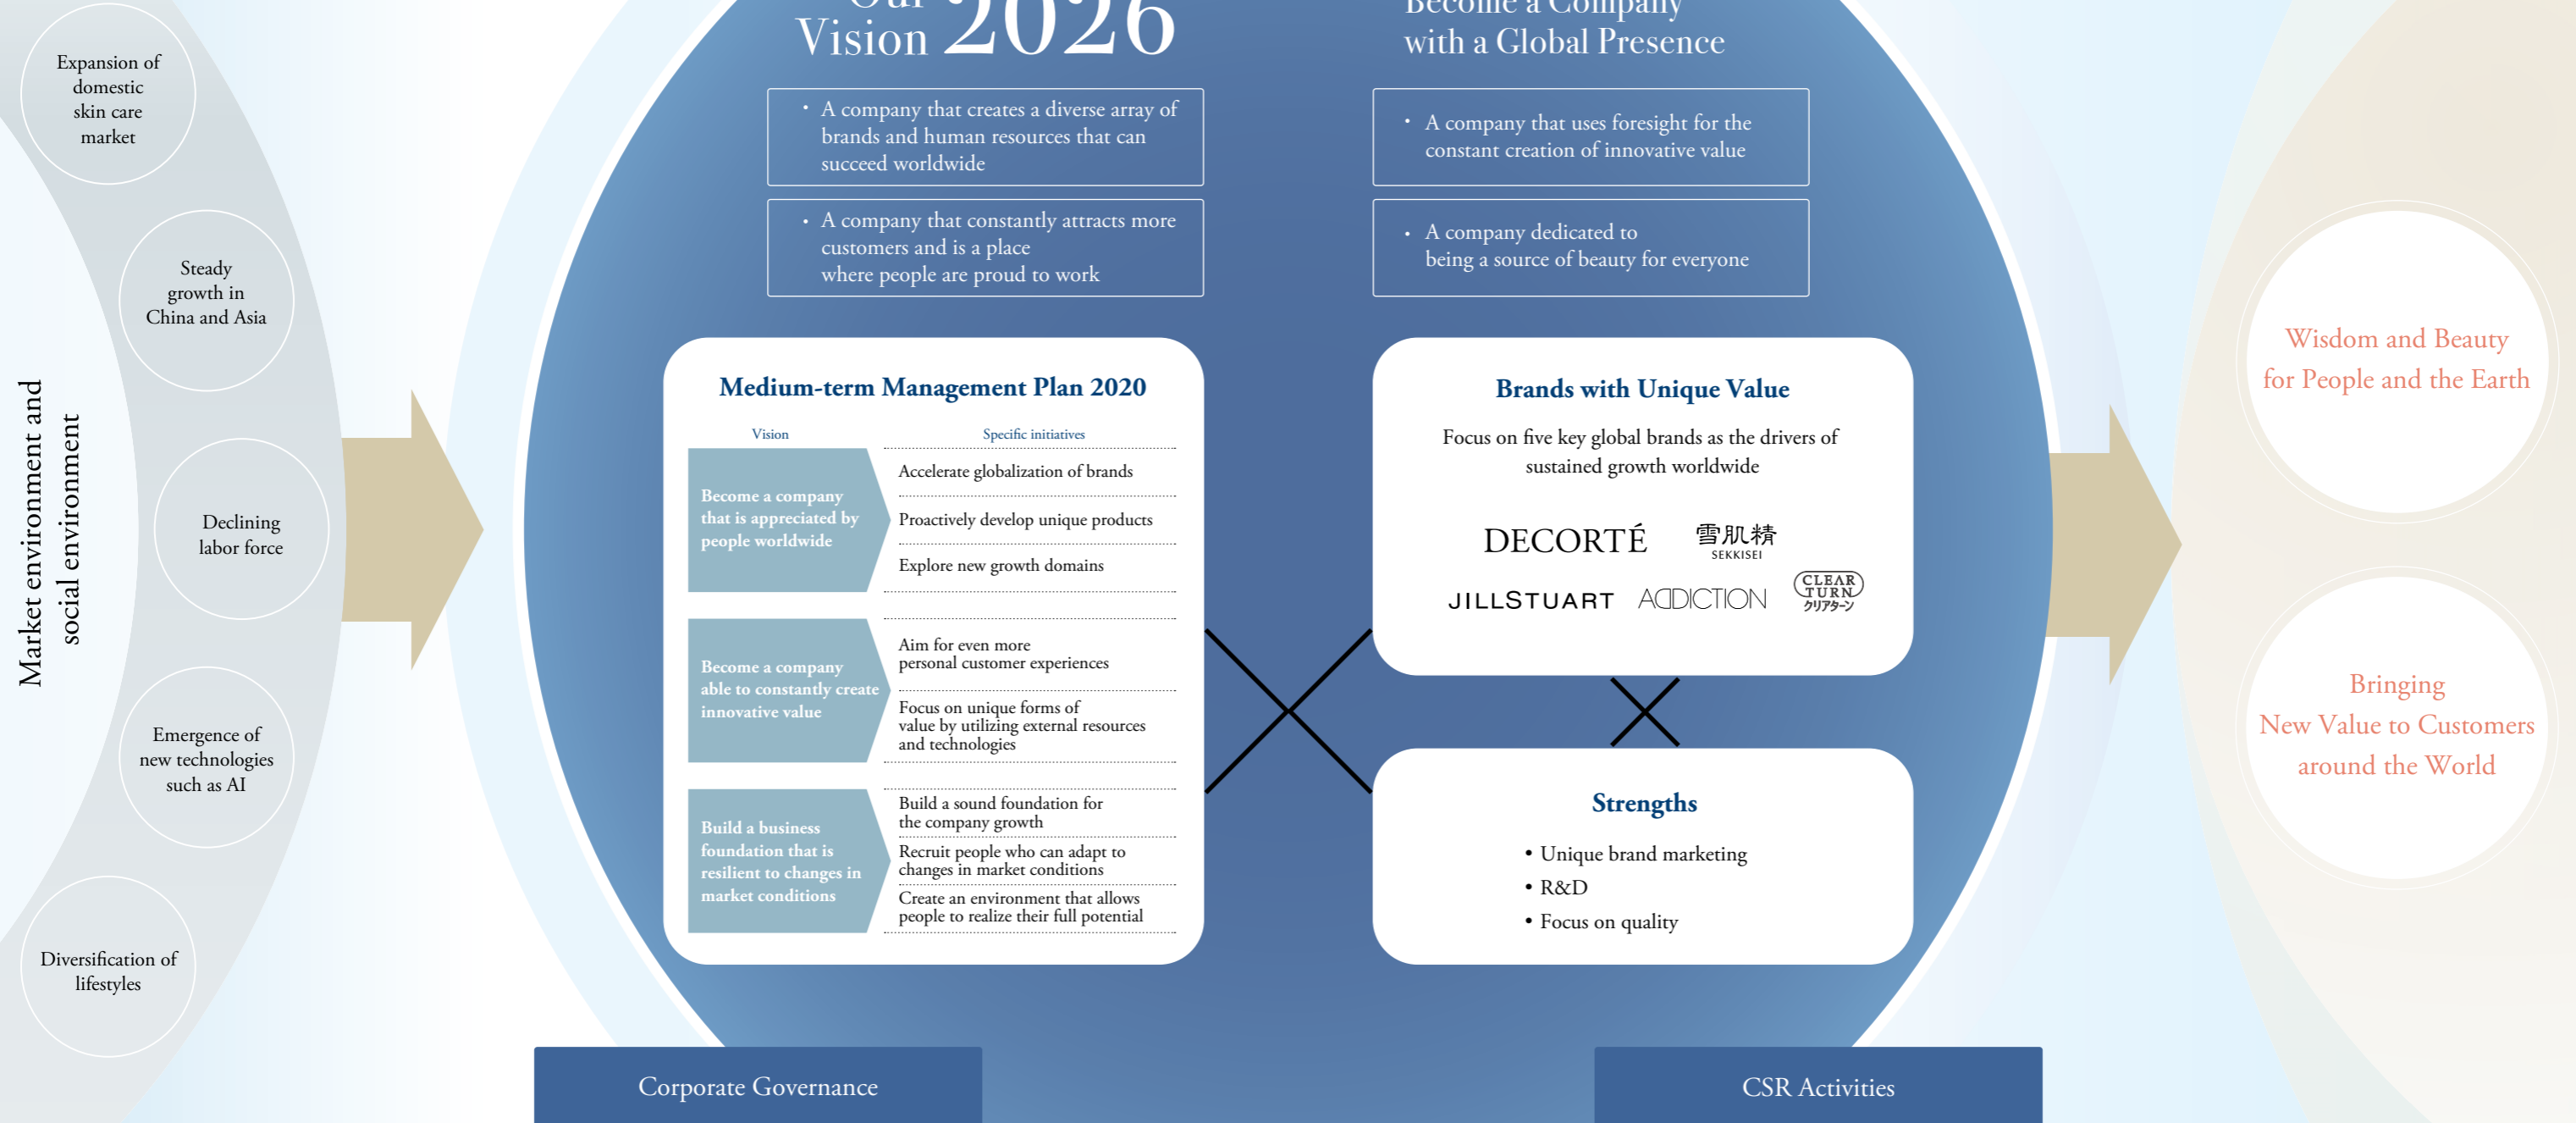 Market environment and
social environment
Expansion of
domestic
skin care
market
Steady
growth in
China and Asia
Declining
labor force
Emergence of
new technologies
such as AI
Diversification of
lifestyles
Our
Vision 2026
Become a Company
with a Global Presence
• A company that creates a diverse array of
brands and human resources that can
succeed worldwide
• A company that uses foresight for the
constant creation of innovative value
• A company that constantly attracts more
customers and is a place
where people are proud to work
• A company dedicated to
being a source of beauty for everyone
Medium-term Management Plan 2020
Vision
Specific initiatives
Become a company
that is appreciated by
people worldwide
Accelerate globalization of brands
Proactively develop unique products
Explore new growth domains
Become a company
able to constantly create
innovative value
Aim for even more
personal customer experiences
Focus on unique forms of
value by utilizing external resources
and technologies
Build a business
foundation that is
resilient to changes in
market conditions
Build a sound foundation for
the company growth
Recruit people who can adapt to
changes in market conditions
Create an environment that allows
people to realize their full potential
Brands with Unique Value
Focus on five key global brands as the drivers of
sustained growth worldwide
DECORTÉ
雪肌精
SEKKISEI
JILLSTUART
ADDICTION
CLEAR
TURN
クリアターン
Strengths
• Unique brand marketing
• R&D
• Focus on quality
Corporate Governance
CSR Activities
Wisdom and Beauty
for People and the Earth
Bringing
New Value to Customers
around the World